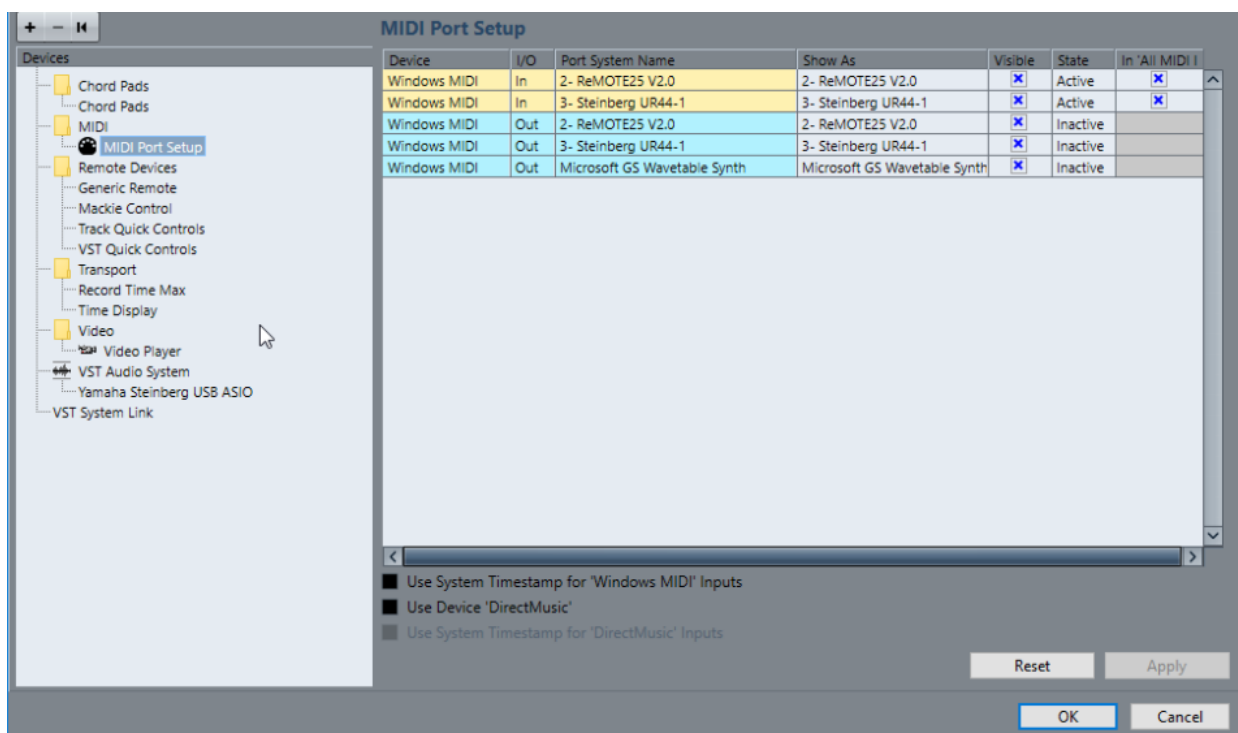 + −
MIDI Port Setup
Devices
Chord Pads
Chord Pads
MIDI
MIDI Port Setup
Remote Devices
Generic Remote
Mackie Control
Track Quick Controls
VST Quick Controls
Transport
Record Time Max
Time Display
Video
Video Player
VST Audio System
Yamaha Steinberg USB ASIO
VST System Link
Device I/O Port System Name Show As Visible State In 'All MIDI I
Windows MIDI In 2- ReMOTE25 V2.0 2- ReMOTE25 V2.0 Active
Windows MIDI In 3- Steinberg UR44-1 3- Steinberg UR44-1 Active
Windows MIDI Out 2- ReMOTE25 V2.0 2- ReMOTE25 V2.0 Inactive
Windows MIDI Out 3- Steinberg UR44-1 3- Steinberg UR44-1 Inactive
Windows MIDI Out Microsoft GS Wavetable Synth Microsoft GS Wavetable Synth Inactive
Use System Timestamp for 'Windows MIDI' Inputs
Use Device 'DirectMusic'
Use System Timestamp for 'DirectMusic' Inputs
Reset Apply
OK Cancel